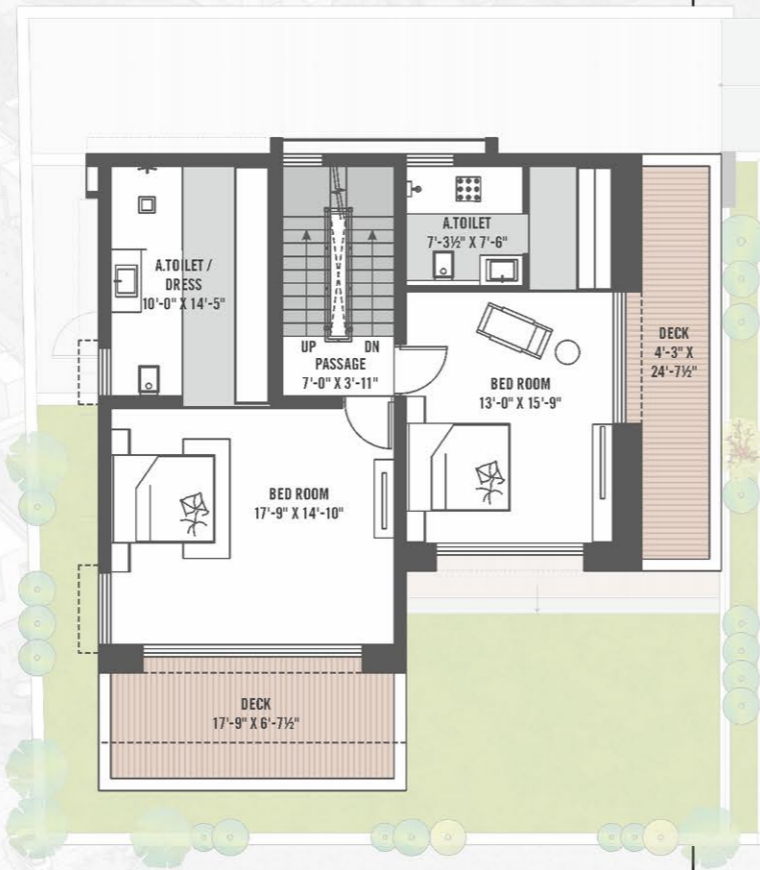 A.TOILET /
DRESS
10'-0" X 14'-5"
A.TOILET
7'-3½" X 7'-6"
UP DN
PASSAGE
7'-0" X 3'-11"
DECK
4'-3" X
24'-7½"
BED ROOM
13'-0" X 15'-9"
BED ROOM
17'-9" X 14'-10"
DECK
17'-9" X 6'-7½"